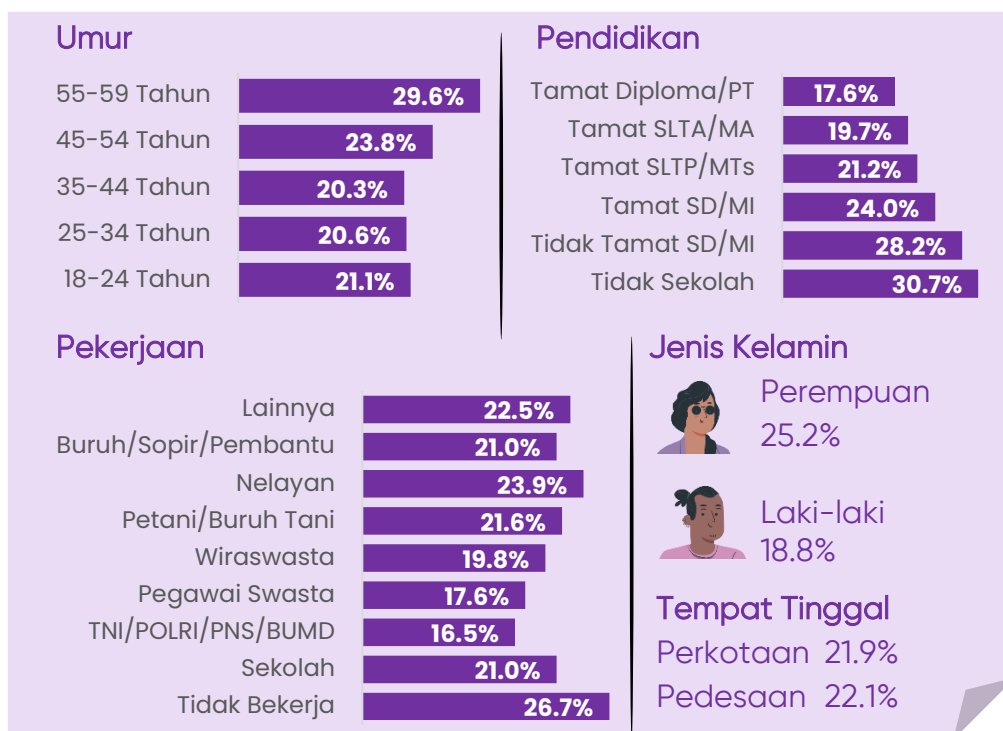 Umur
55-59 Tahun 29.6%
45-54 Tahun 23.8%
35-44 Tahun 20.3%
25-34 Tahun 20.6%
18-24 Tahun 21.1%
Pendidikan
Tamat Diploma/PT 17.6%
Tamat SLTA/MA 19.7%
Tamat SLTP/MTs 21.2%
Tamat SD/MI 24.0%
Tidak Tamat SD/MI 28.2%
Tidak Sekolah 30.7%
Pekerjaan
Lainnya 22.5%
Buruh/Sopir/Pembantu 21.0%
Nelayan 23.9%
Petani/Buruh Tani 21.6%
Wiraswasta 19.8%
Pegawai Swasta 17.6%
TNI/POLRI/PNS/BUMD 16.5%
Sekolah 21.0%
Tidak Bekerja 26.7%
Jenis Kelamin
Perempuan
25.2%
Laki-laki
18.8%
Tempat Tinggal
Perkotaan 21.9%
Pedesaan 22.1%